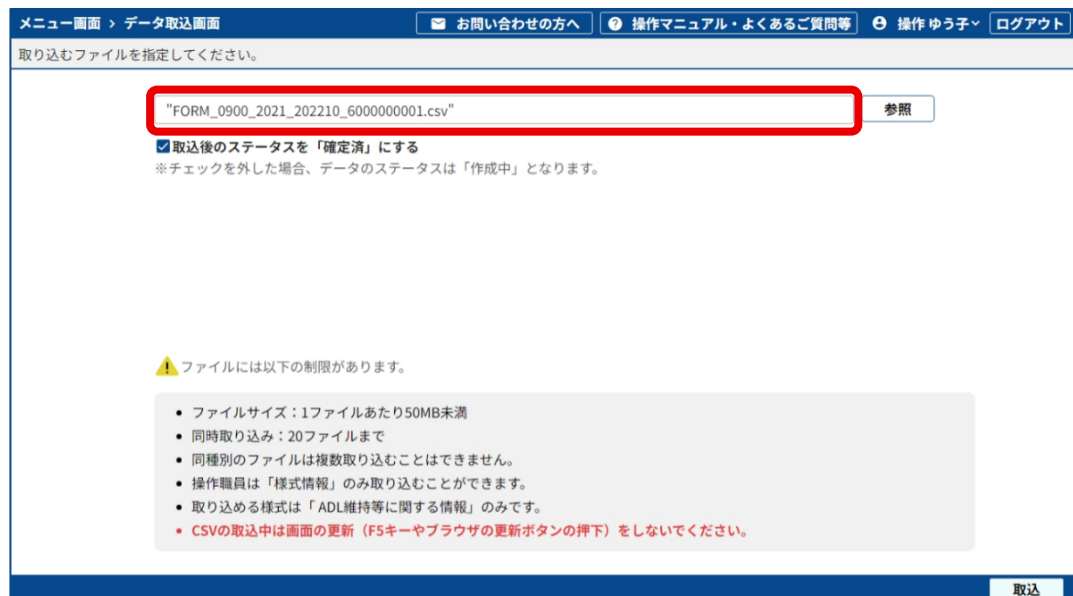 メニュー画面 > データ取込画面 お問い合わせの方へ 操作マニュアル・よくあるご質問等 操作 ゆう子 ログアウト
取り込むファイルを指定してください。
"FORM_0900_2021_202210_6000000001.csv" 参照
取込後のステータスを「確定済」にする
※チェックを外した場合、データのステータスは「作成中」となります。
ファイルには以下の制限があります。
• ファイルサイズ：1ファイルあたり50MB未満
• 同時取り込み：20ファイルまで
• 同種別のファイルは複数取り込むことはできません。
• 操作職員は「様式情報」のみ取り込むことができます。
• 取り込める様式は「 ADL維持等に関する情報」のみです。
• CSVの取込中は画面の更新（F5キーやブラウザの更新ボタンの押下）をしないでください。
取込